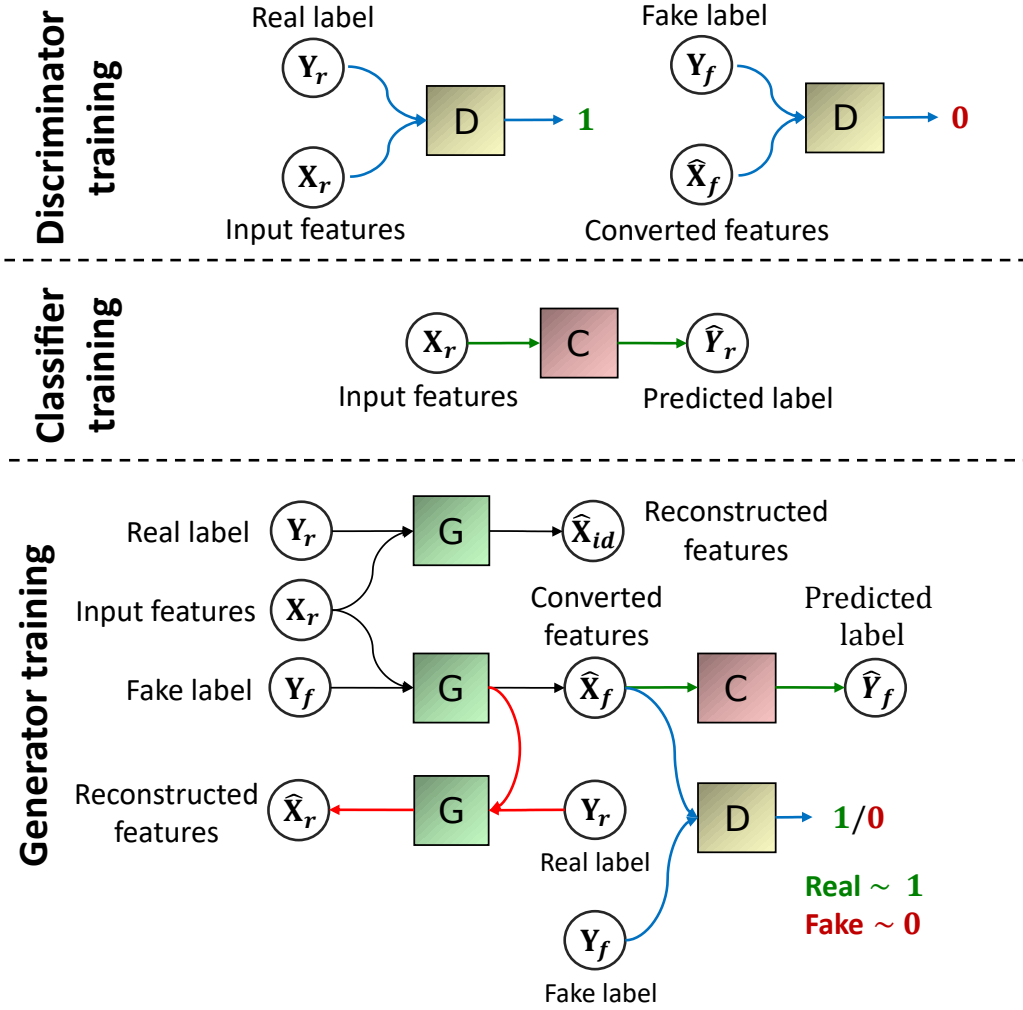 Discriminator
training
Real label
Y_r
X_r
Input features
D
1
Fake label
Y_f
X̂_f
Converted features
D
0
Classifier
training
X_r
Input features
C
Ŷ_r
Predicted label
Generator training
Real label
Y_r
G
X̂_id
Reconstructed
features
Input features
X_r
Converted
features
Predicted
label
Fake label
Y_f
G
X̂_f
C
Ŷ_f
Reconstructed
features
X̂_r
G
Y_r
Real label
D
1/0
Real ~ 1
Fake ~ 0
Y_f
Fake label